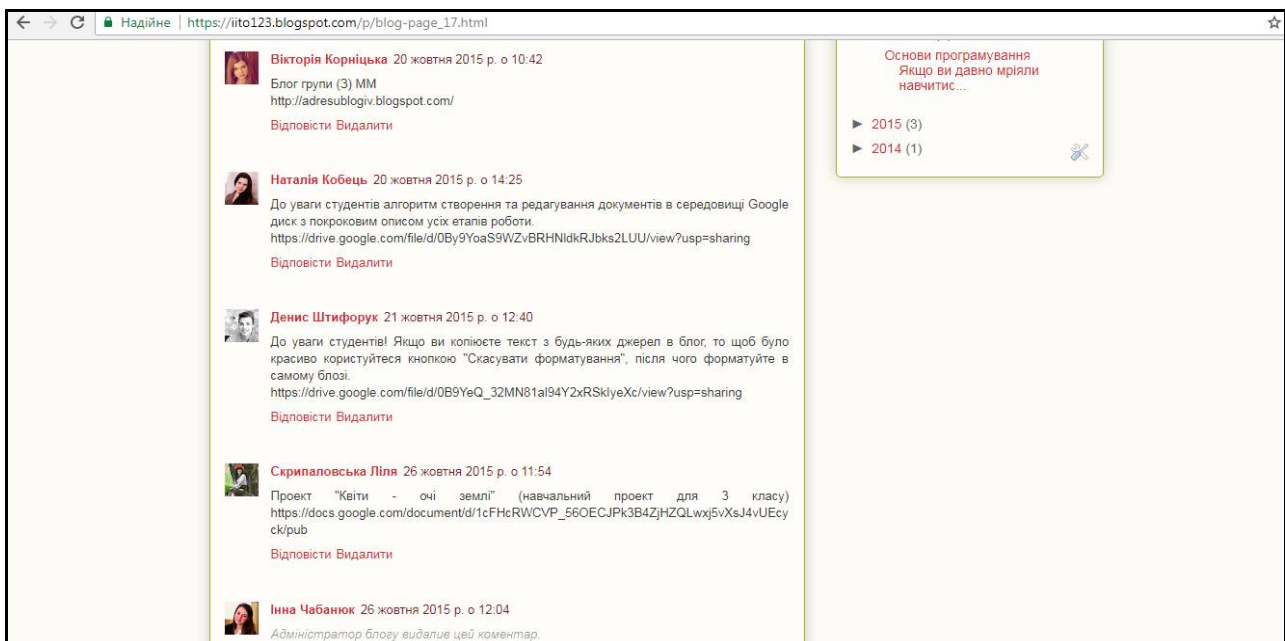 Надійне | https://iito123.blogspot.com/p/blog-page_17.html
Вікторія Корніцька 20 жовтня 2015 р. о 10:42
Блог групи (3) ММ
http://adresublogiv.blogspot.com/
Відповісти Видалити
Наталія Кобець 20 жовтня 2015 р. о 14:25
До уваги студентів алгоритм створення та редагування документів в середовищі Google
диск з покроковим описом усіх етапів роботи.
https://drive.google.com/file/d/0By9YoaS9WZvBRHNldkRJbks2LUU/view?usp=sharing
Відповісти Видалити
Денис Штифорук 21 жовтня 2015 р. о 12:40
До уваги студентів! Якщо ви копіюєте текст з будь-яких джерел в блог, то щоб було
красиво користуйтеся кнопкою "Скасувати форматування", після чого форматуйте в
самому блозі.
https://drive.google.com/file/d/0B9YeQ_32MN81al94Y2xRSklyeXc/view?usp=sharing
Відповісти Видалити
Скрипаловська Ліля 26 жовтня 2015 р. о 11:54
Проект "Квіти - очі землі" (навчальний проект для 3 класу)
https://docs.google.com/document/d/1cFHcRWCVP_56OECJPk3B4ZjHZQLwxj5vXsJ4vUEcy
ck/pub
Відповісти Видалити
Інна Чабанюк 26 жовтня 2015 р. о 12:04
Адміністратор блогу видалив цей коментар.
Основи програмування
Якщо ви давно мріяли
навчитис...
► 2015 (3)
► 2014 (1)